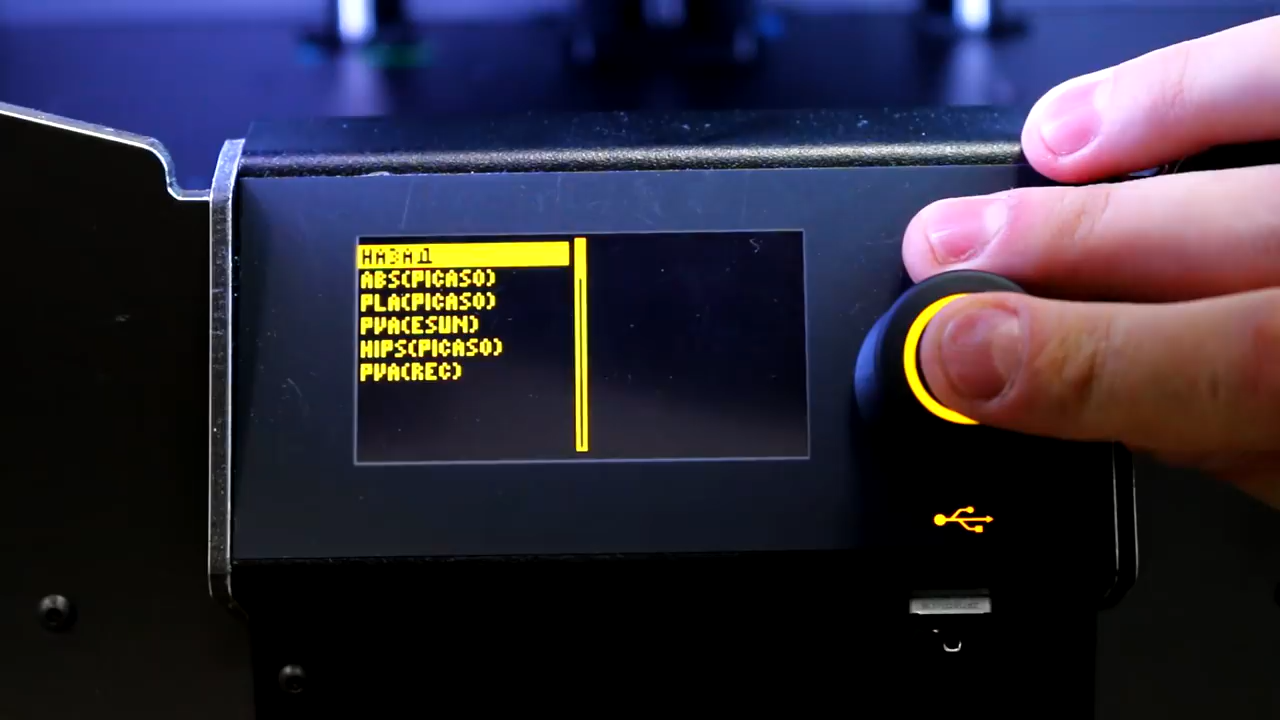 НАЗАД
ABS(PICASO)
PLA(PICASO)
PVA(ESUN)
HIPS(PICASO)
PVA(REC)